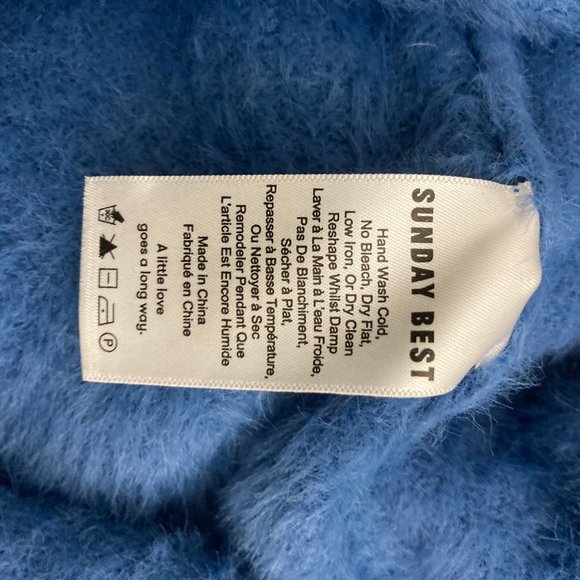 SUNDAY BEST
Hand Wash Cold,
No Bleach, Dry Flat,
Low Iron, Or Dry Clean
Reshape Whilst Damp
Laver à La Main à L'eau Froide,
Pas De Blanchiment,
Sécher à Plat,
Repasser à Basse Température,
Ou Nettoyer à Sec
Remodeler Pendant Que
L'article Est Encore Humide
Made in China
Fabriqué en Chine
A little love
goes a long way.
P